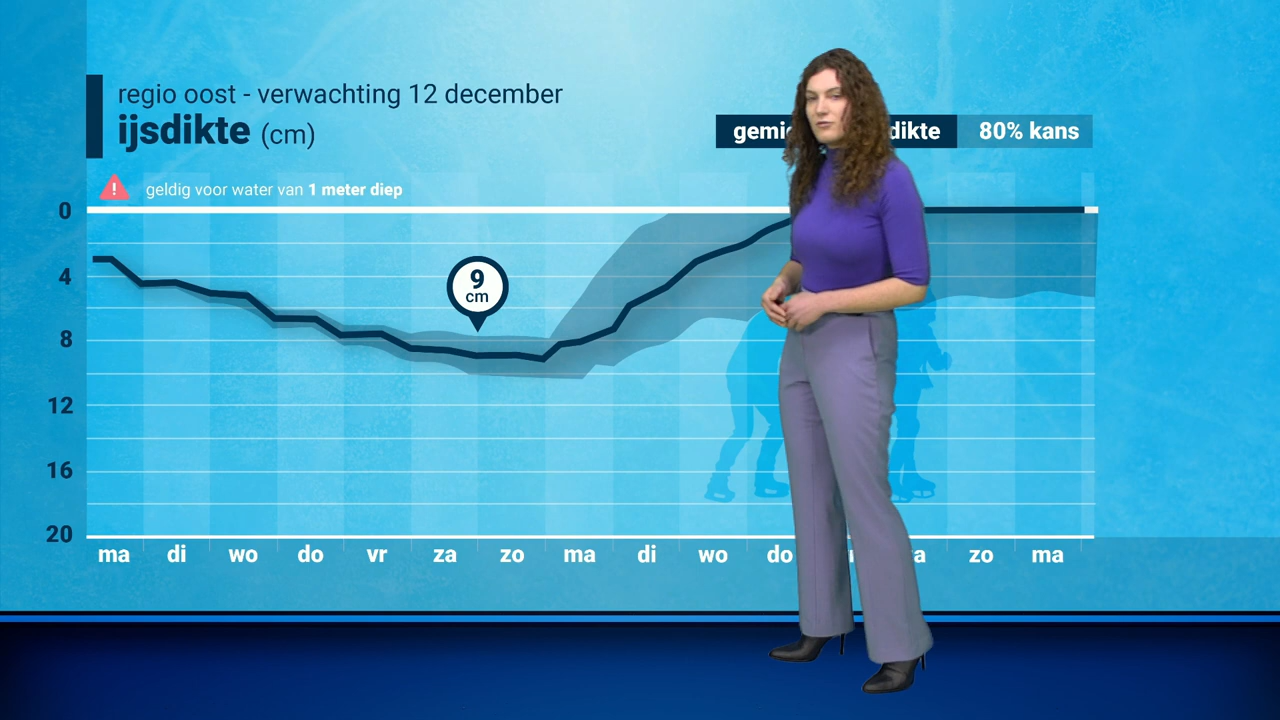 regio oost - verwachting 12 december
ijsdikte (cm)
dikte 80% kans
! geldig voor water van 1 meter diep
0
4
8
12
16
20
9
cm
ma di wo do vr za zo ma di wo do zo ma